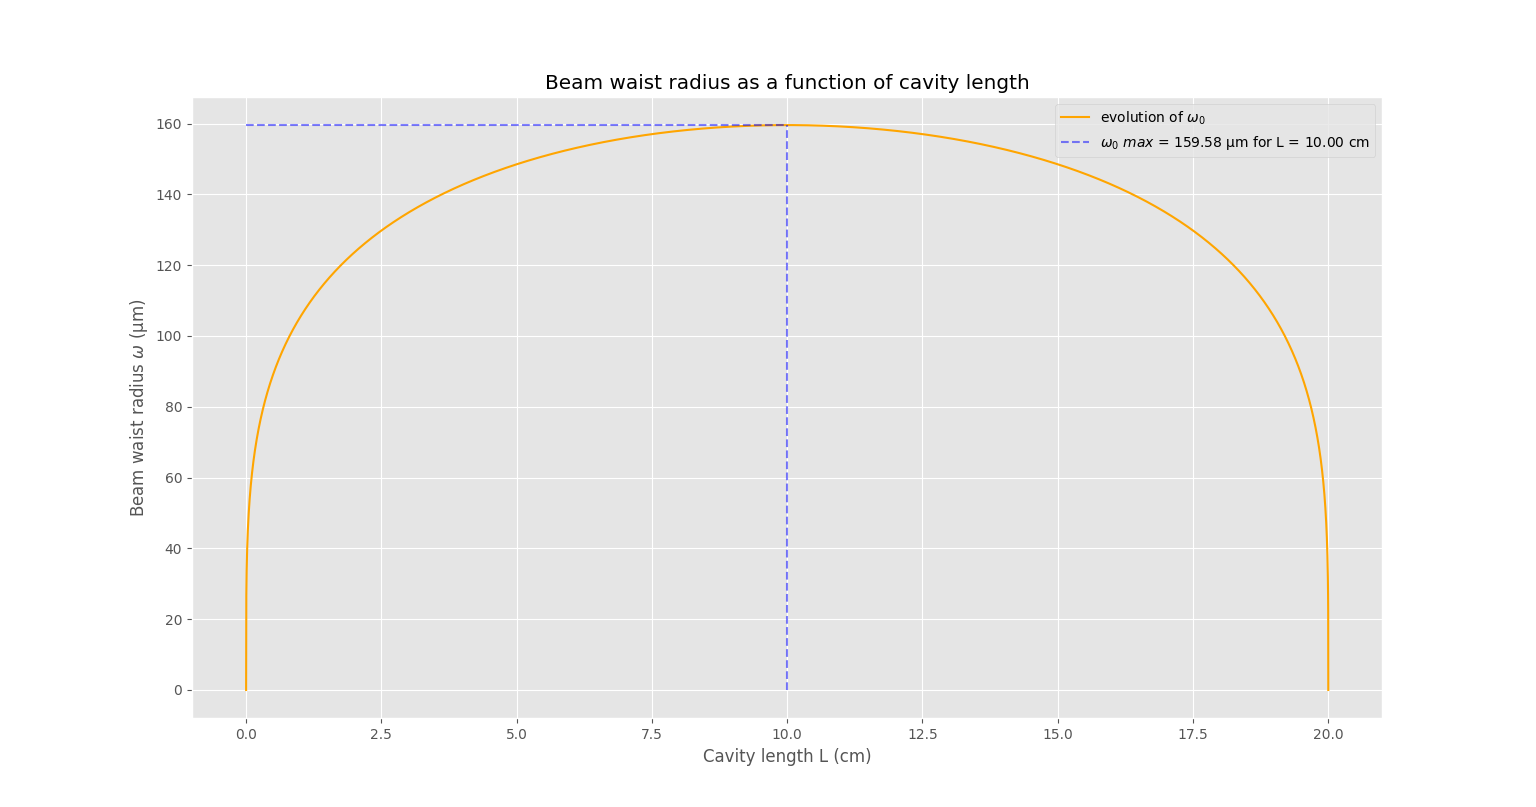 Beam waist radius as a function of cavity length
evolution of ω₀
ω₀ max = 159.58 µm for L = 10.00 cm
Beam waist radius ω (µm)
160
140
120
100
80
60
40
20
0
0.0 2.5 5.0 7.5 10.0 12.5 15.0 17.5 20.0
Cavity length L (cm)